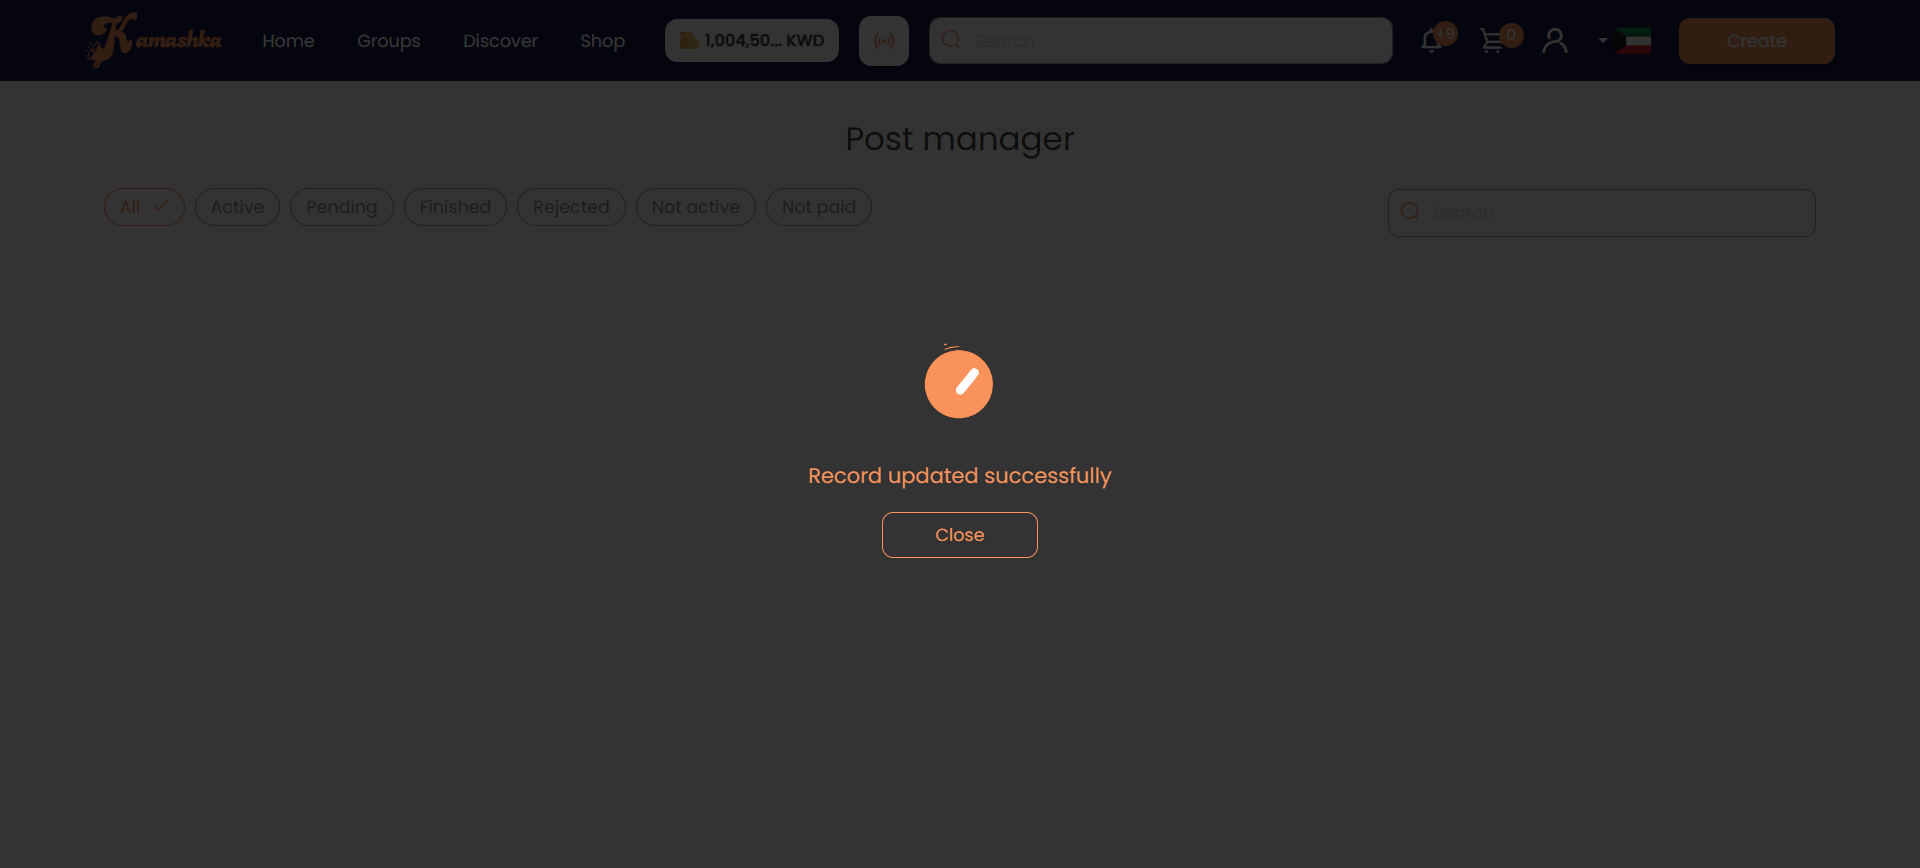 Kamashka
Home Groups Discover Shop 1,004,50... KWD Search +9 0 Create
Post manager
All Active Pending Finished Rejected Not active Not paid Search
Record updated successfully
Close